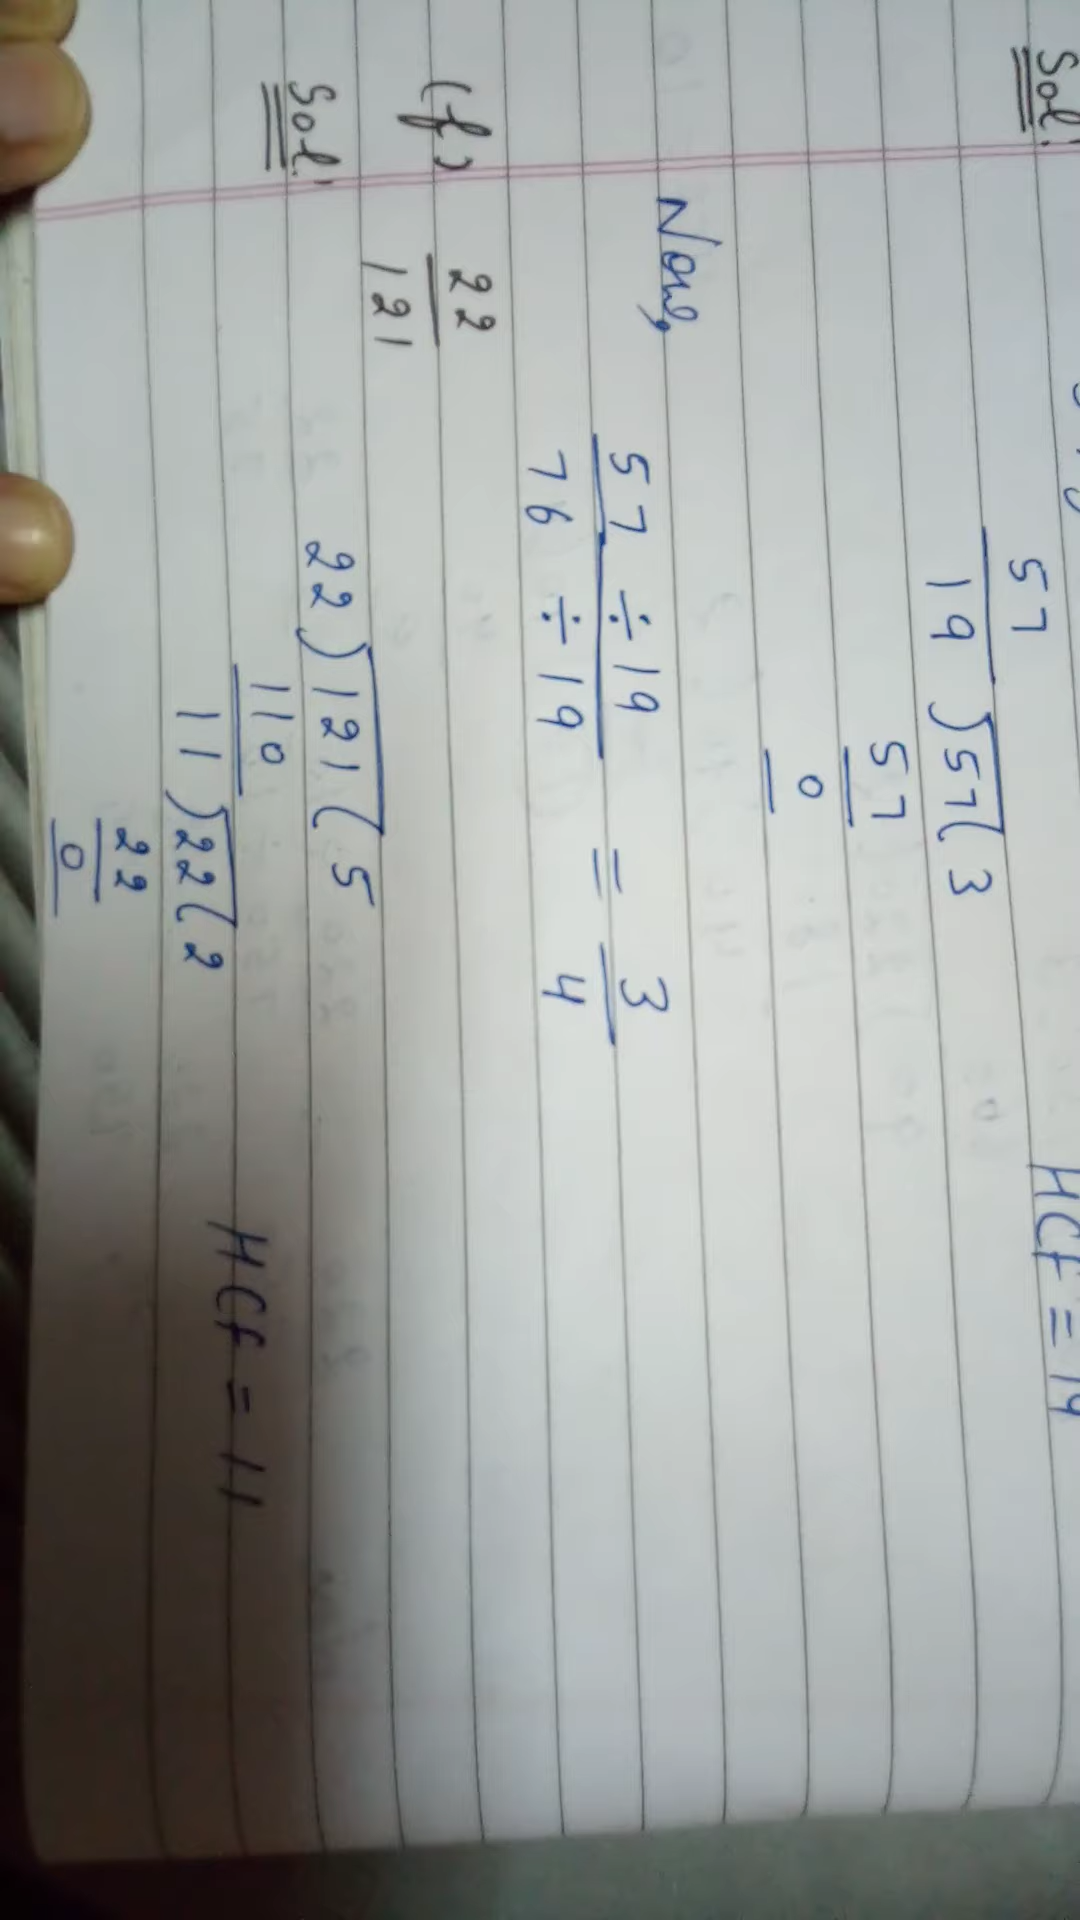 Sol.
57
19 ) 57 ( 3
57
0
HCF = 19
Now,
57 ÷ 19 = 3
76 ÷ 19 4
(f) 22
121
Sol.
22 ) 121 ( 5
110
11 ) 22 ( 2
22
0
HCF = 11